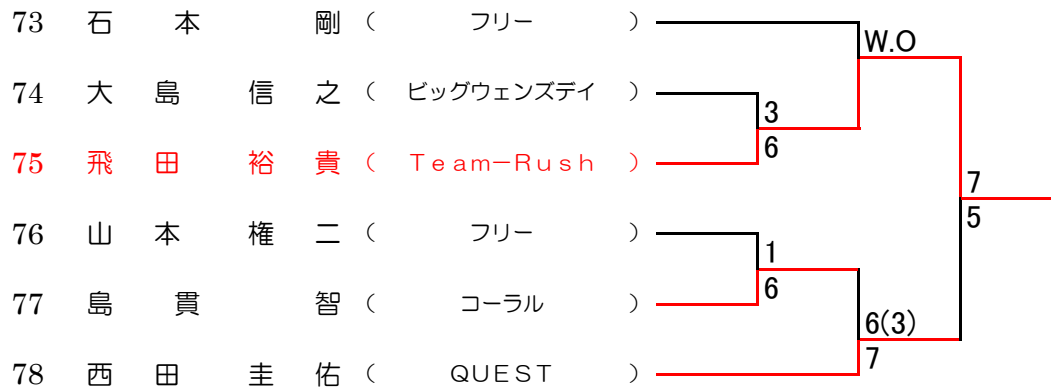 73 石 本 剛 ( フリー )
W.O
74 大 島 信 之 ( ビッグウェンズデイ )
3
6
75 飛 田 裕 貴 ( Team-Rush )
7
5
76 山 本 権 二 ( フリー )
1
6
77 島 貫 智 ( コーラル )
6(3)
7
78 西 田 圭 佑 ( QUEST )